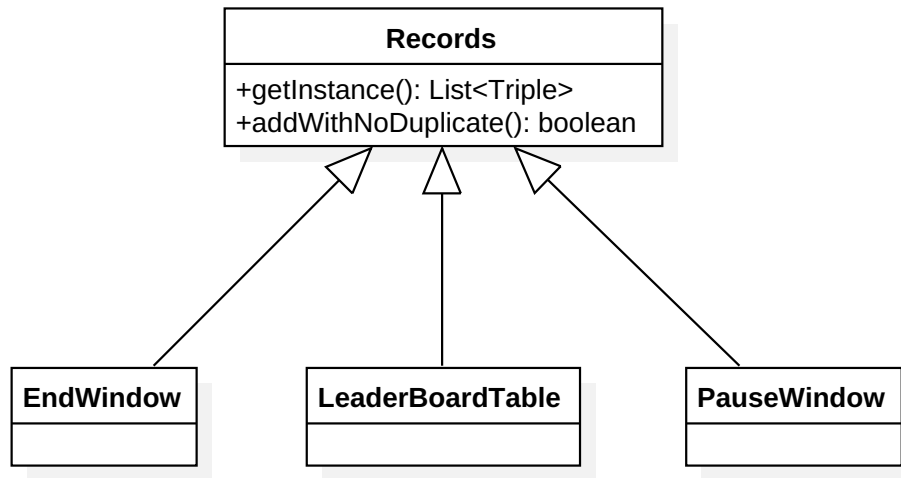 Records
+getInstance(): List<Triple>
+addWithNoDuplicate(): boolean
EndWindow
LeaderBoardTable
PauseWindow